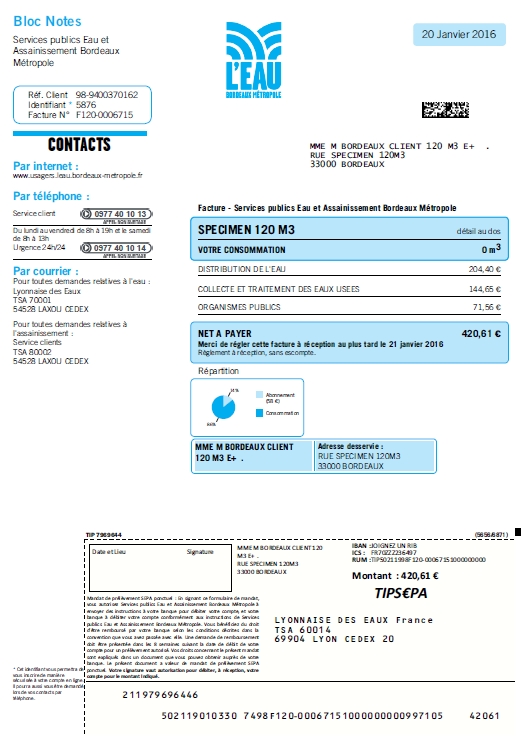 Bloc Notes
Services publics Eau et
Assainissement Bordeaux
Métropole
Réf. Client 98-9400370162
Identifiant * 5876
Facture N° F120-0006715
CONTACTS
Par internet :
www.usagers.leau.bordeaux-metropole.fr
Par téléphone :
Service client 0977 40 10 13
APPEL NON SURTAXE
Du lundi au vendredi de 8h à 19h et le samedi
de 8h à 13h
Urgence 24h/24 0977 40 10 14
APPEL NON SURTAXE
Par courrier :
Pour toutes demandes relatives à l'eau :
Lyonnaise des Eaux
TSA 70001
54528 LAXOU CEDEX
Pour toutes demandes relatives à
l'assainissement :
Service clients
TSA 80002
54528 LAXOU CEDEX
L'EAU
BORDEAUX MÉTROPOLE
20 Janvier 2016
MME M BORDEAUX CLIENT 120 M3 E+ .
RUE SPECIMEN 120M3
33000 BORDEAUX
Facture - Services publics Eau et Assainissement Bordeaux Métropole
SPECIMEN 120 M3 détail au dos
VOTRE CONSOMMATION 0 m³
DISTRIBUTION DE L'EAU 204,40 €
COLLECTE ET TRAITEMENT DES EAUX USEES 144,65 €
ORGANISMES PUBLICS 71,56 €
NET A PAYER 420,61 €
Merci de régler cette facture à réception au plus tard le 21 janvier 2016
Règlement à réception, sans escompte.
Répartition
14%
86%
Abonnement
(58 €)
Consommation
MME M BORDEAUX CLIENT
120 M3 E+ .
Adresse desservie :
RUE SPECIMEN 120M3
33000 BORDEAUX
TIP 7969644 (5656/8871)
Date et Lieu Signature
MME M BORDEAUX CLIENT 120
M3 E+ .
RUE SPECIMEN 120M3
33000 BORDEAUX
IBAN :JOIGNEZ UN RIB
ICS : FR70ZZZ236497
RUM :TIP50211998F120-00067151000000000
Montant : 420,61 €
TIPS€PA
Mandat de prélèvement SEPA ponctuel : En signant ce formulaire de mandat,
vous autorisez Services publics Eau et Assainissement Bordeaux Métropole à
envoyer des instructions à votre banque pour débiter votre compte, et votre
banque à débiter votre compte conformément aux instructions de Services
publics Eau et Assainissement Bordeaux Métropole. Vous bénéficiez du droit
d'être remboursé par votre banque selon les conditions décrites dans la
convention que vous avez passée avec elle. Une demande de remboursement
doit être présentée dans les 8 semaines suivant la date de débit de votre
compte pour un prélèvement autorisé. Vos droits concernant le présent mandat
sont expliqués dans un document que vous pouvez obtenir auprès de votre
banque. Le présent document a valeur de mandat de prélèvement SEPA
ponctuel. Votre signature vaut autorisation pour débiter, à réception, votre
compte pour le montant indiqué.
LYONNAISE DES EAUX France
TSA 60014
69904 LYON CEDEX 20
* Cet identifiant vous permettra de
vous inscrire de manière
sécurisée à votre compte en ligne.
Il pourra aussi vous être demandé
lors de vos contacts par
téléphone.
211979696446
502119010330 7498F120-00067151000000000997105 42061